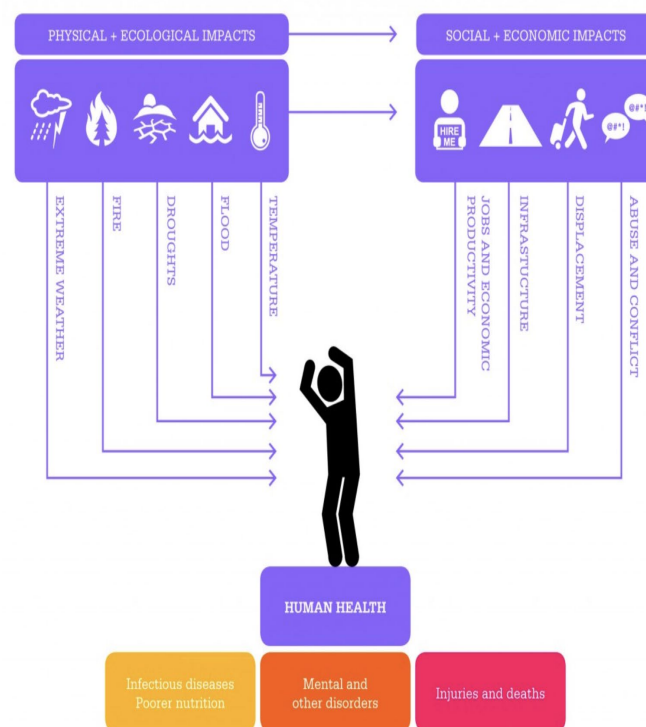 PHYSICAL + ECOLOGICAL IMPACTS
SOCIAL + ECONOMIC IMPACTS
HIRE
ME
@#*!
@#*!
EXTREME WEATHER
FIRE
DROUGHTS
FLOOD
TEMPERATURE
JOBS AND ECONOMIC
PRODUCTIVITY
INFRASTUCTURE
DISPLACEMENT
ABUSE AND CONFLICT
HUMAN HEALTH
Infectious diseases
Poorer nutrition
Mental and
other disorders
Injuries and deaths